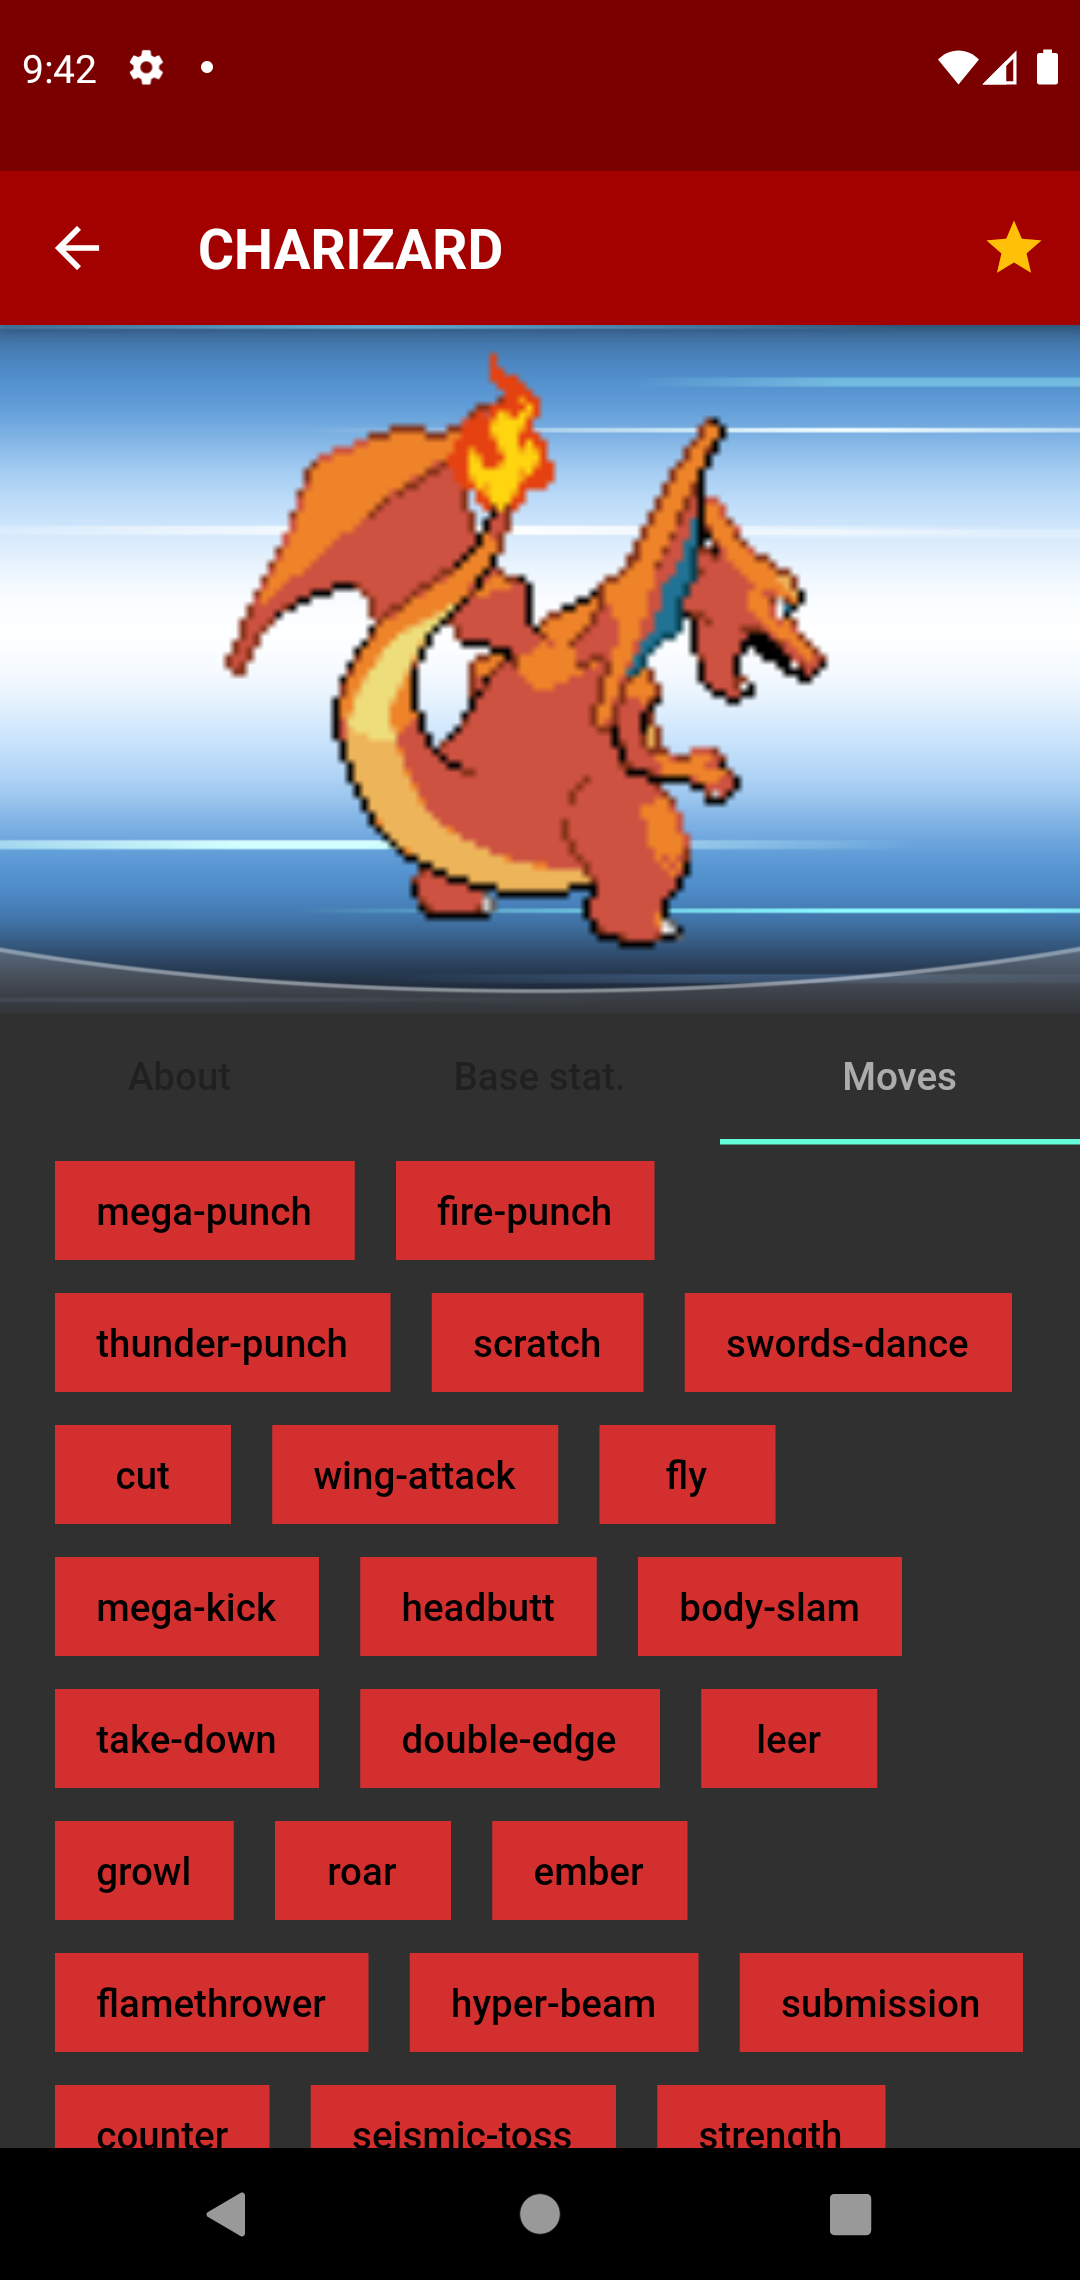 9:42
CHARIZARD
About Base stat. Moves
mega-punch fire-punch
thunder-punch scratch swords-dance
cut wing-attack fly
mega-kick headbutt body-slam
take-down double-edge leer
growl roar ember
flamethrower hyper-beam submission
counter seismic-toss strength